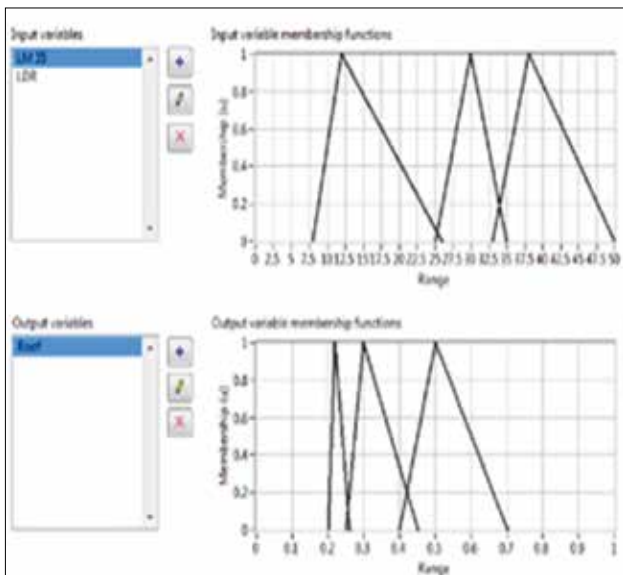 Input variables
LM 35
LDR
Input variable membership functions
Membership (u)
1
0.8
0.6
0.4
0.2
0
0 2.5 5 7.5 10 12.5 15 17.5 20 22.5 25 27.5 30 32.5 35 37.5 40 42.5 45 47.5 50
Range
Output variables
Roof
Output variable membership functions
Membership (u)
1
0.8
0.6
0.4
0.2
0
0 0.1 0.2 0.3 0.4 0.5 0.6 0.7 0.8 0.9 1
Range